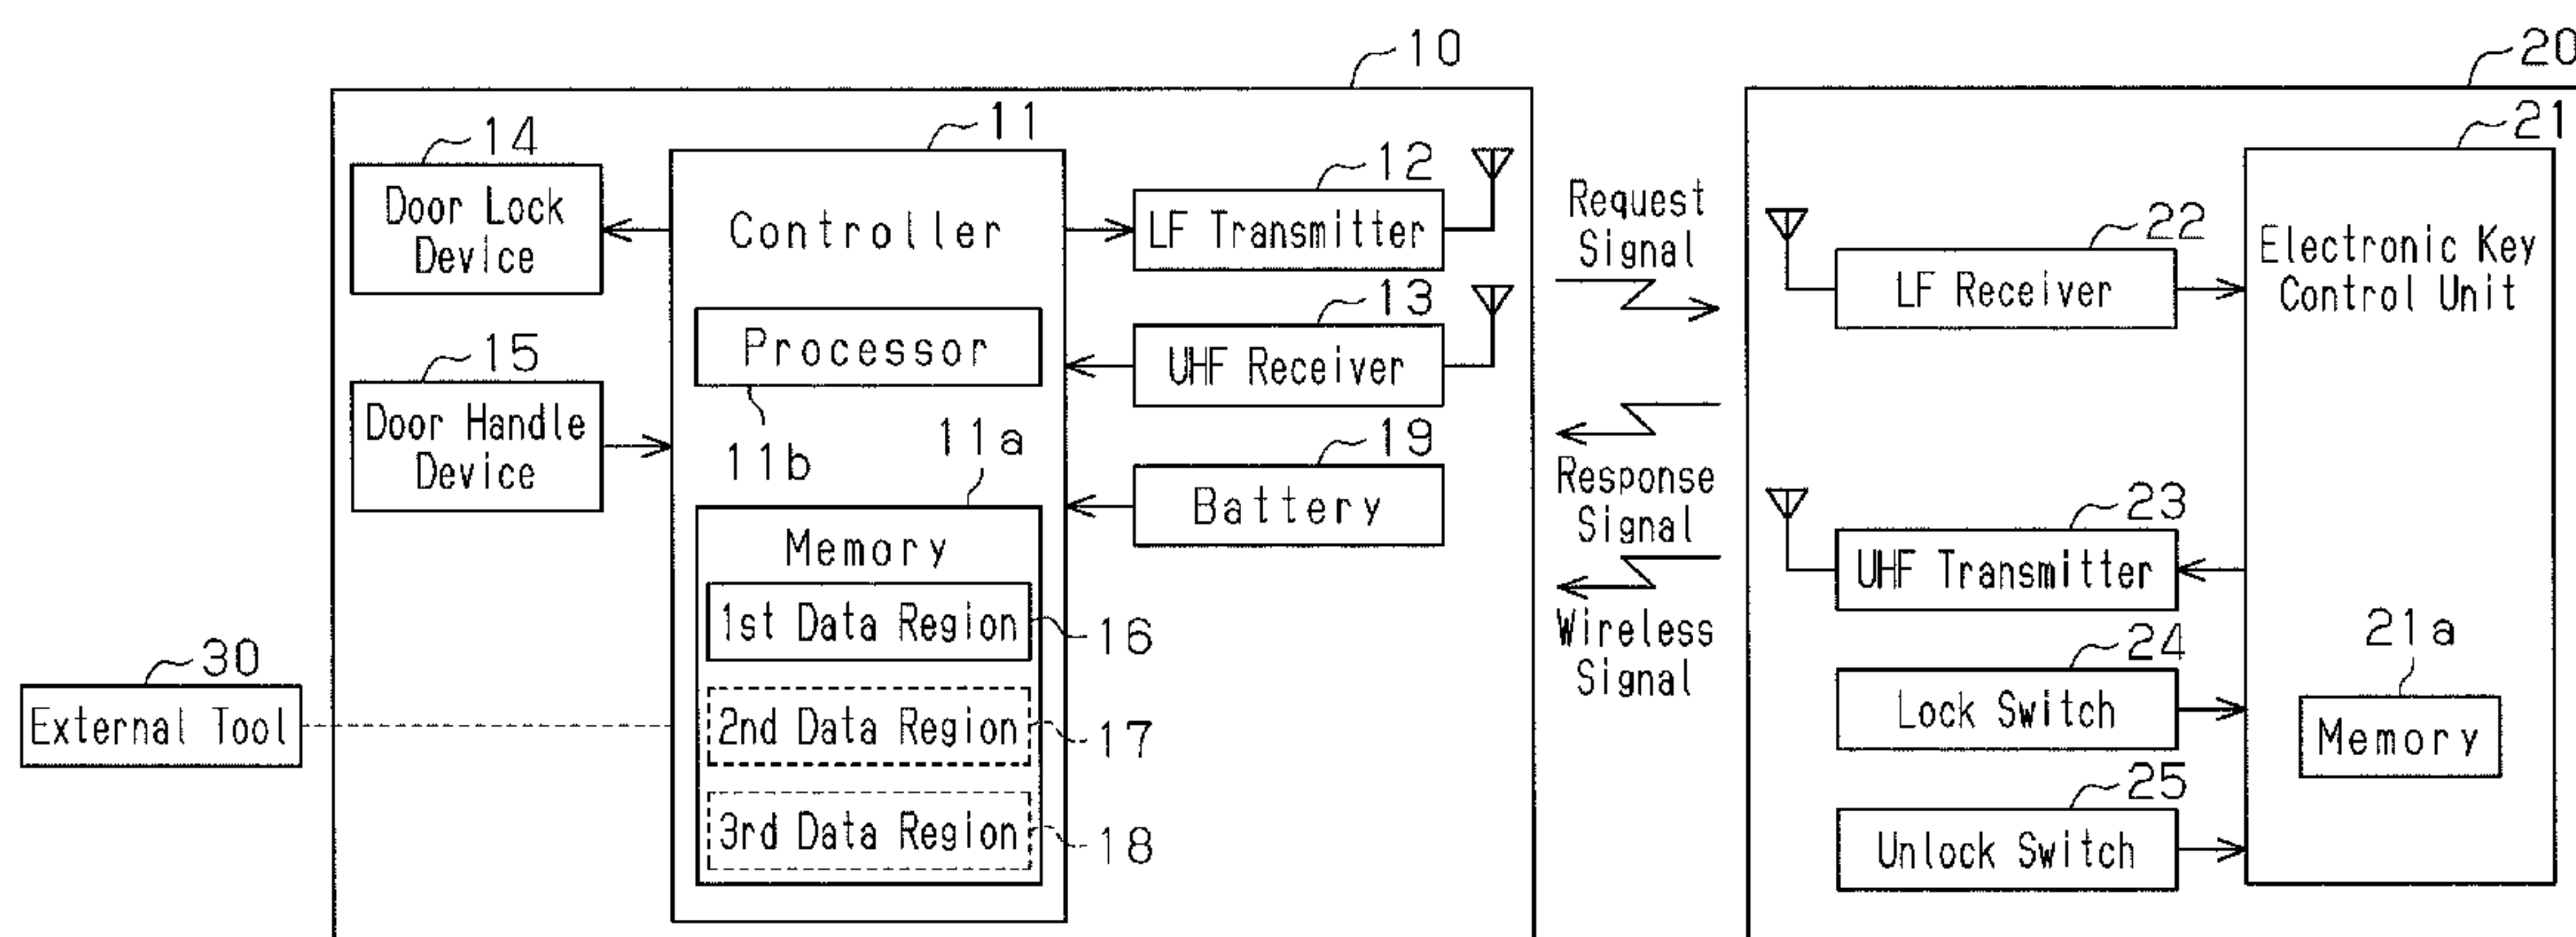 10
14
Door Lock
Device
15
Door Handle
Device
30
External Tool
11
Controller
Processor
11b
11a
Memory
1st Data Region
16
2nd Data Region
17
3rd Data Region
18
12
LF Transmitter
13
UHF Receiver
19
Battery
Request
Signal
Response
Signal
Wireless
Signal
20
21
Electronic Key
Control Unit
22
LF Receiver
23
UHF Transmitter
24
Lock Switch
25
Unlock Switch
21a
Memory